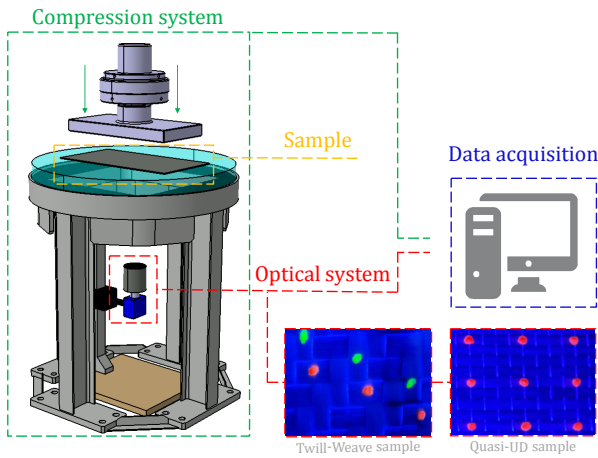 Compression system
Sample
Data acquisition
Optical system
Twill-Weave sample
Quasi-UD sample